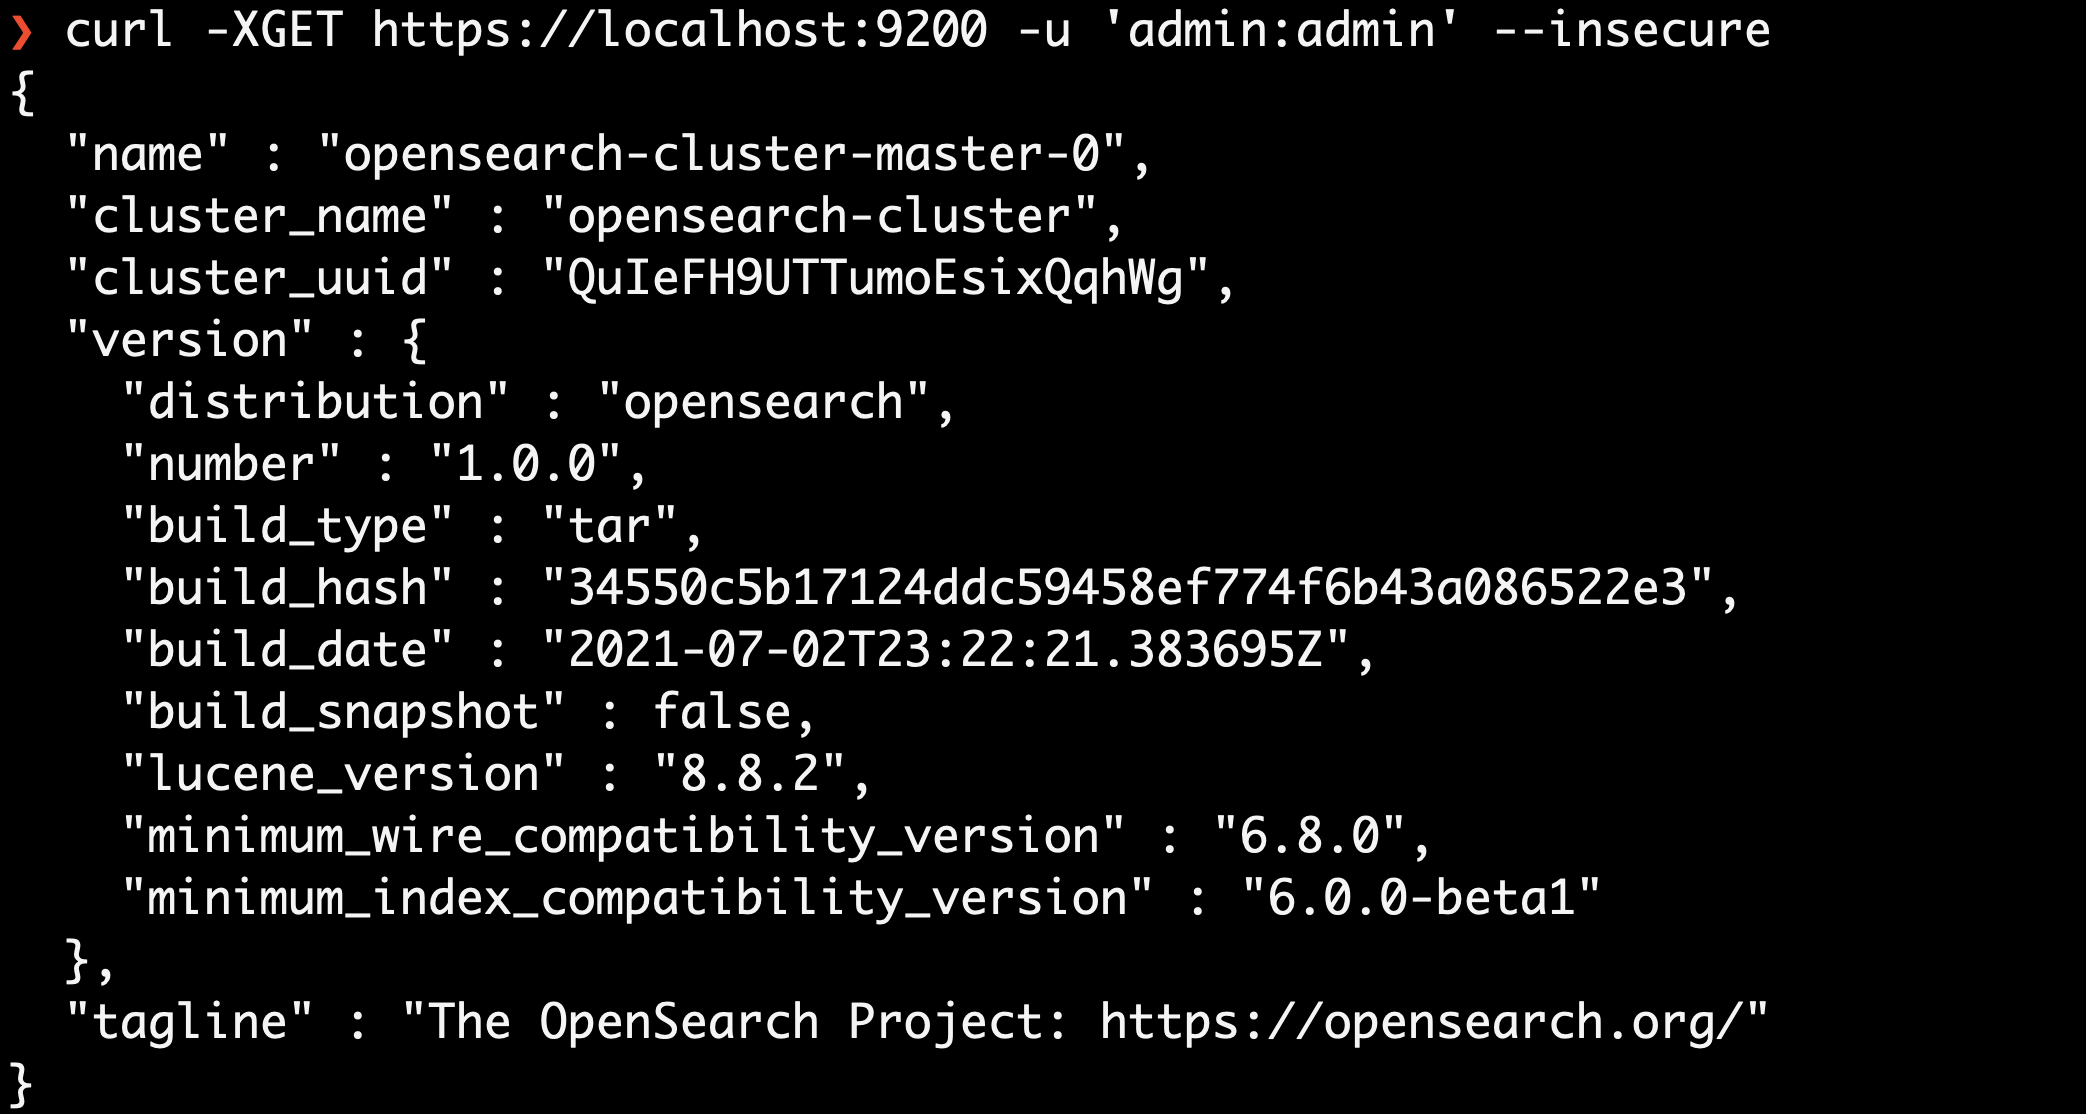 ❯ curl -XGET https://localhost:9200 -u 'admin:admin' --insecure
{
  "name" : "opensearch-cluster-master-0",
  "cluster_name" : "opensearch-cluster",
  "cluster_uuid" : "QuIeFH9UTTumoEsixQqhWg",
  "version" : {
    "distribution" : "opensearch",
    "number" : "1.0.0",
    "build_type" : "tar",
    "build_hash" : "34550c5b17124ddc59458ef774f6b43a086522e3",
    "build_date" : "2021-07-02T23:22:21.383695Z",
    "build_snapshot" : false,
    "lucene_version" : "8.8.2",
    "minimum_wire_compatibility_version" : "6.8.0",
    "minimum_index_compatibility_version" : "6.0.0-beta1"
  },
  "tagline" : "The OpenSearch Project: https://opensearch.org/"
}